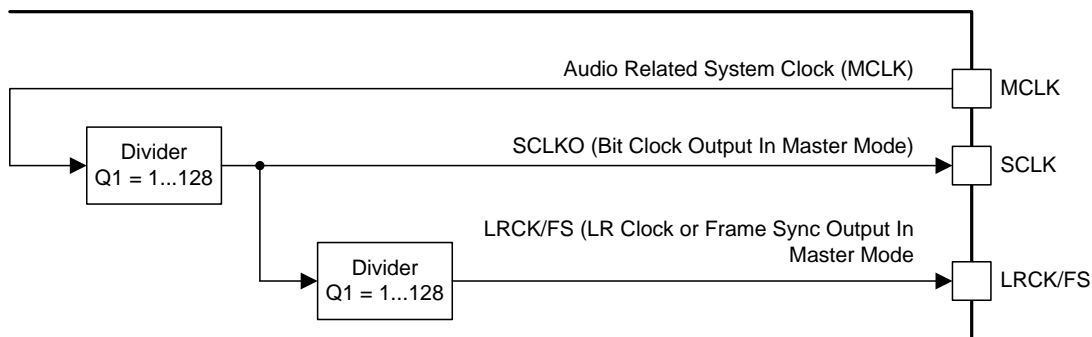 Audio Related System Clock (MCLK)
MCLK
Divider
Q1 = 1...128
SCLKO (Bit Clock Output In Master Mode)
SCLK
LRCK/FS (LR Clock or Frame Sync Output In
Master Mode
Divider
Q1 = 1...128
LRCK/FS